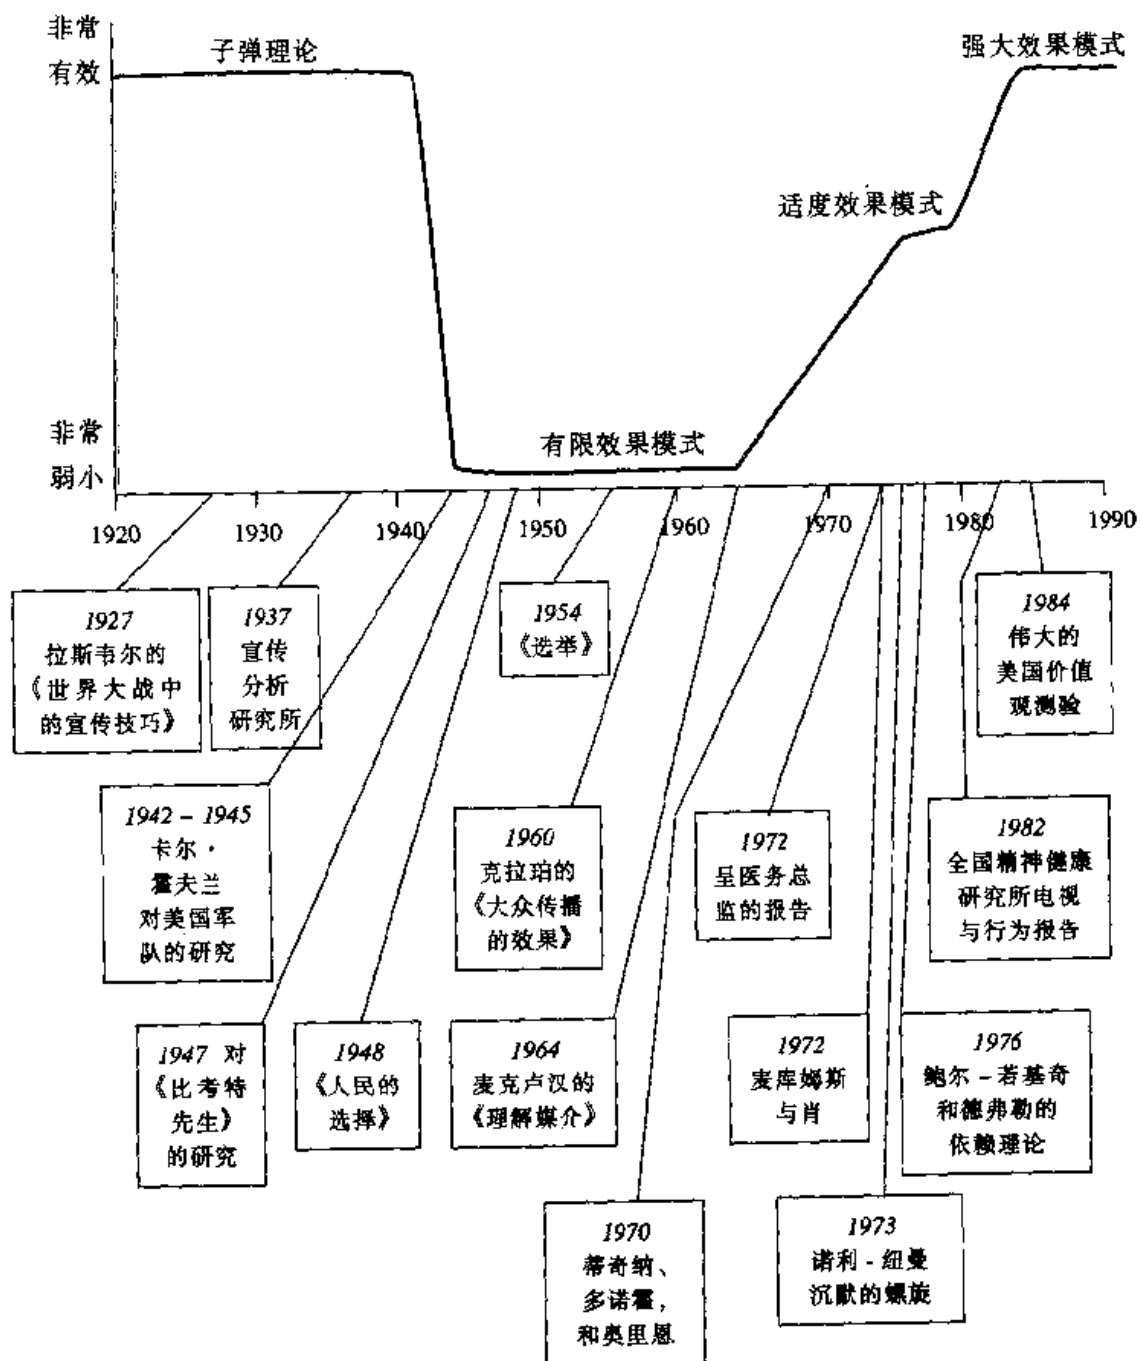 非常
有效
子弹理论
强大效果模式
适度效果模式
有限效果模式
非常
弱小
1920
1930
1940
1950
1960
1970
1980
1990
1927
拉斯韦尔的
《世界大战中
的宣传技巧》
1937
宣传
分析
研究所
1954
《选举》
1984
伟大的
美国价值
观测验
1942－1945
卡尔·
霍夫兰
对美国军
队的研究
1960
克拉珀的
《大众传播
的效果》
1972
呈医务总
监的报告
1982
全国精神健康
研究所电视
与行为报告
1947 对
《比考特
先生》
的研究
1948
《人民的
选择》
1964
麦克卢汉的
《理解媒介》
1972
麦库姆斯
与肖
1976
鲍尔－若基奇
和德弗勒的
依赖理论
1970
蒂奇纳、
多诺霍，
和奥里恩
1973
诺利－纽曼
沉默的螺旋